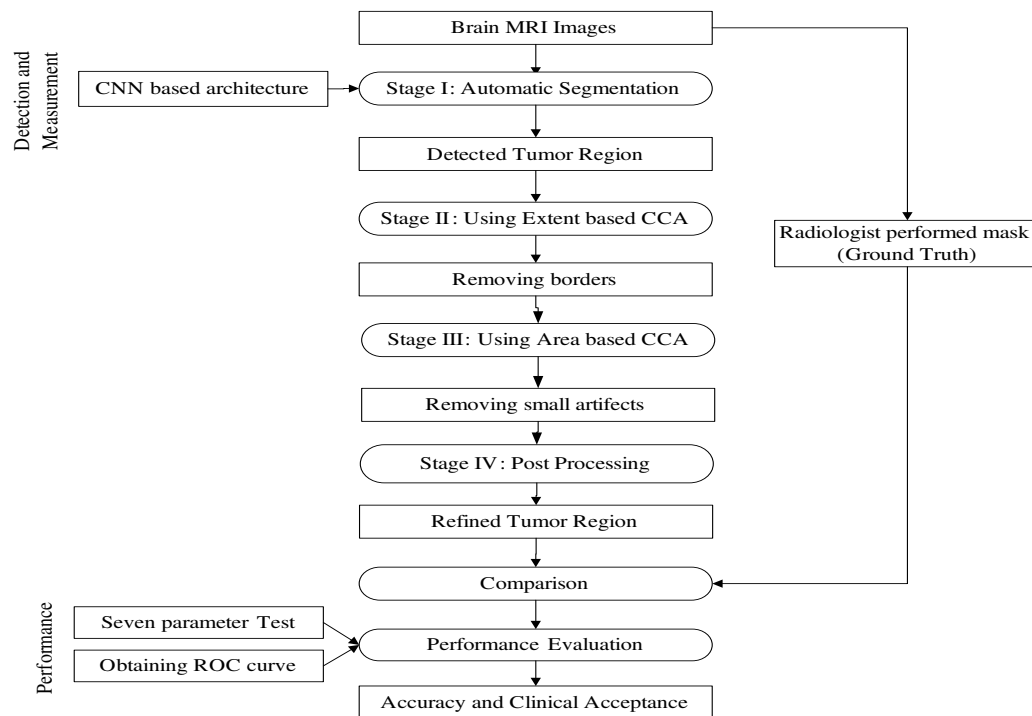 Brain MRI Images
Detection and
Measurement
CNN based architecture
Stage I: Automatic Segmentation
Detected Tumor Region
Stage II: Using Extent based CCA
Radiologist performed mask
(Ground Truth)
Removing borders
Stage III: Using Area based CCA
Removing small artifects
Stage IV: Post Processing
Refined Tumor Region
Comparison
Performance
Seven parameter Test
Obtaining ROC curve
Performance Evaluation
Accuracy and Clinical Acceptance